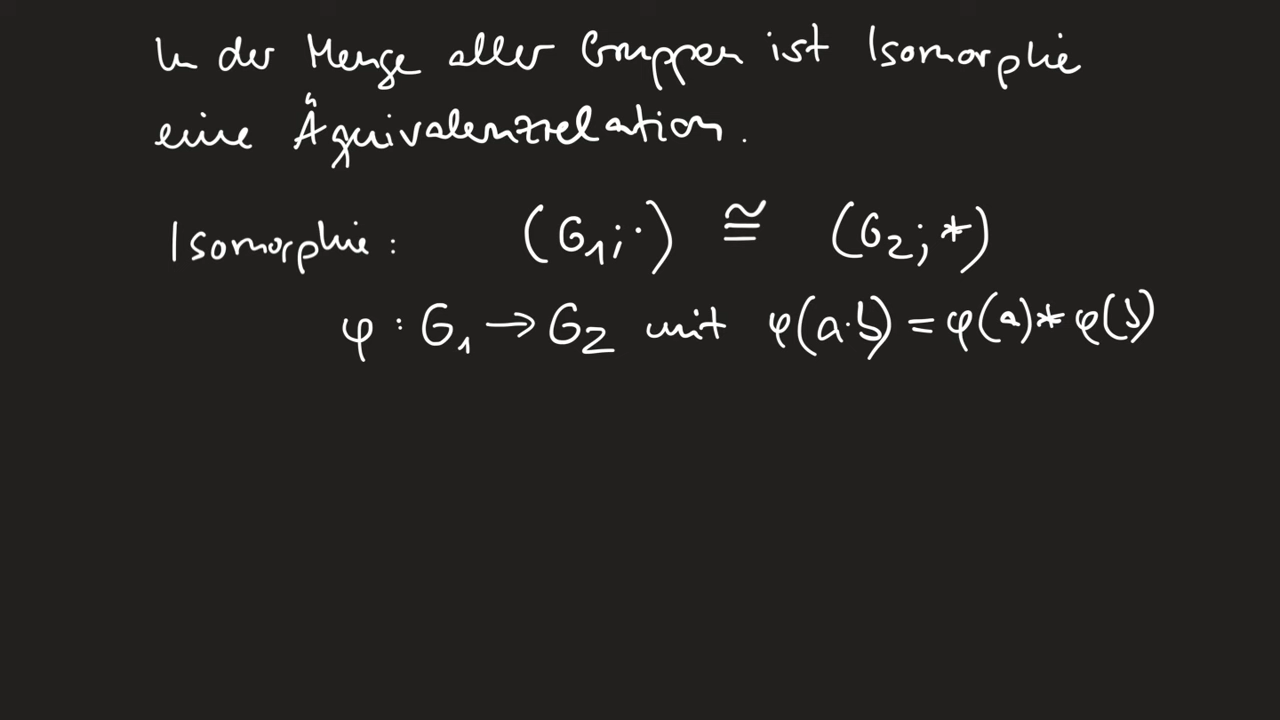 In der Menge aller Gruppen ist Isomorphie
eine Äquivalenzrelation.
Isomorphie: (G₁;·) ≅ (G₂;*)
φ : G₁ → G₂ mit φ(a·b) = φ(a)*φ(b)